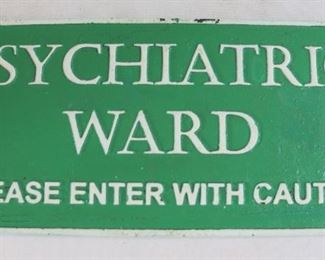 SYCHIATRI
WARD
EASE ENTER WITH CAUT